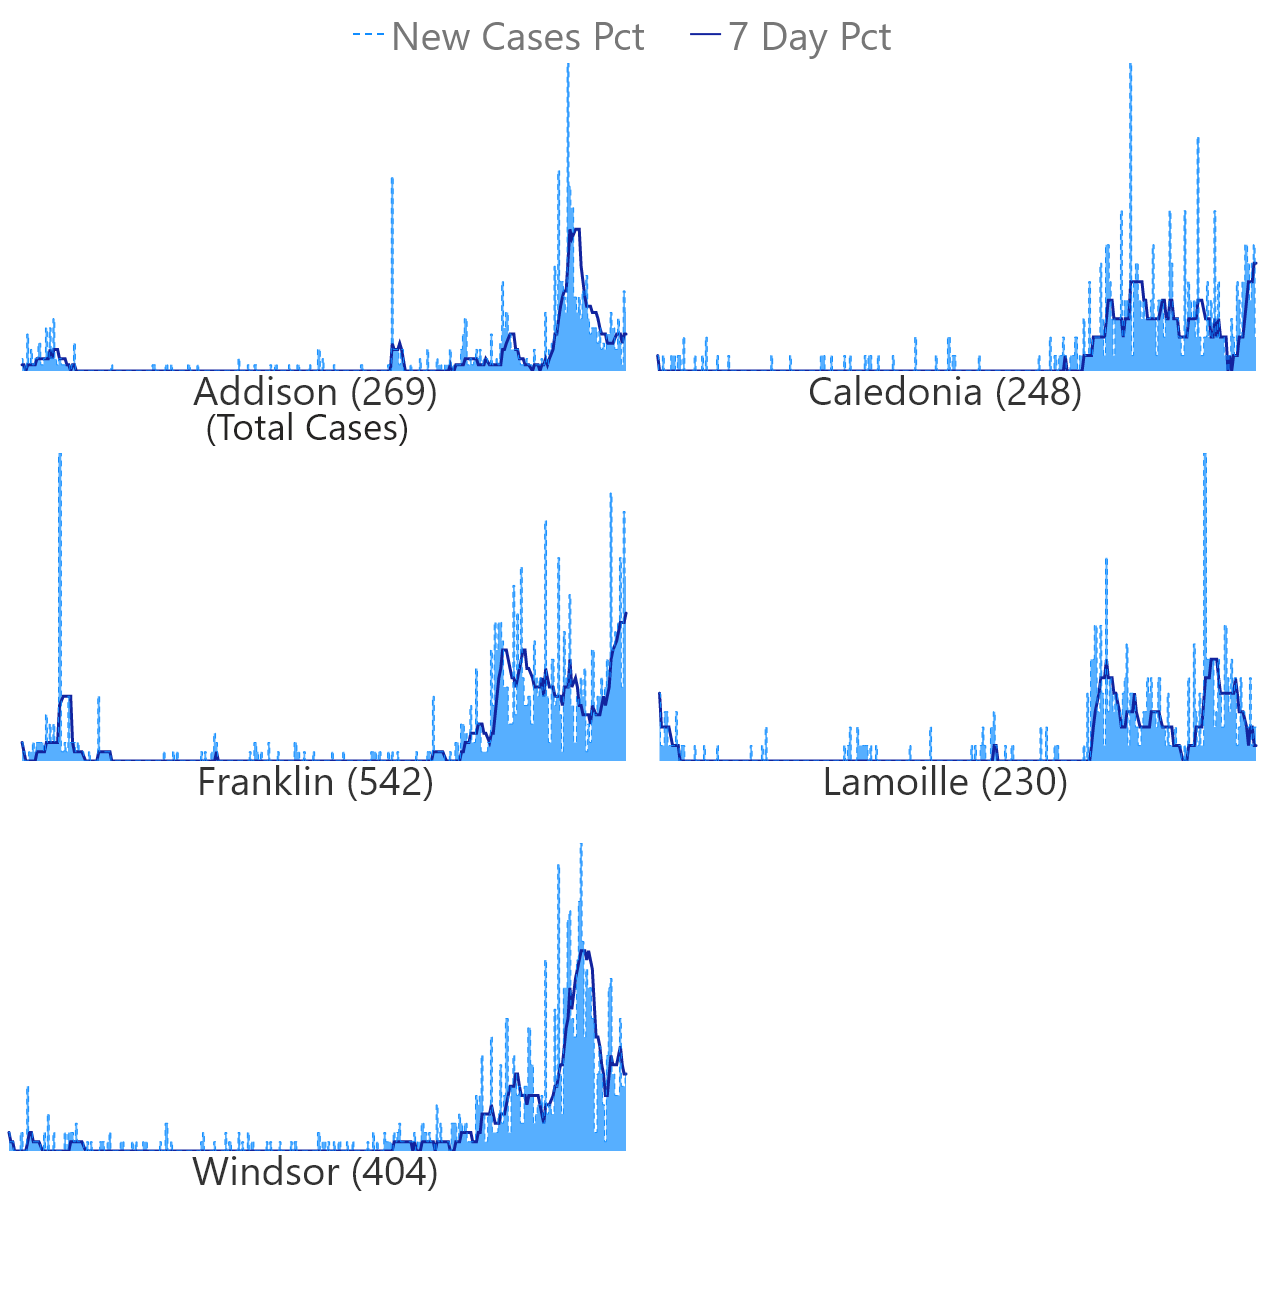 New Cases Pct 7 Day Pct
Addison (269)
(Total Cases)
Caledonia (248)
Franklin (542)
Lamoille (230)
Windsor (404)